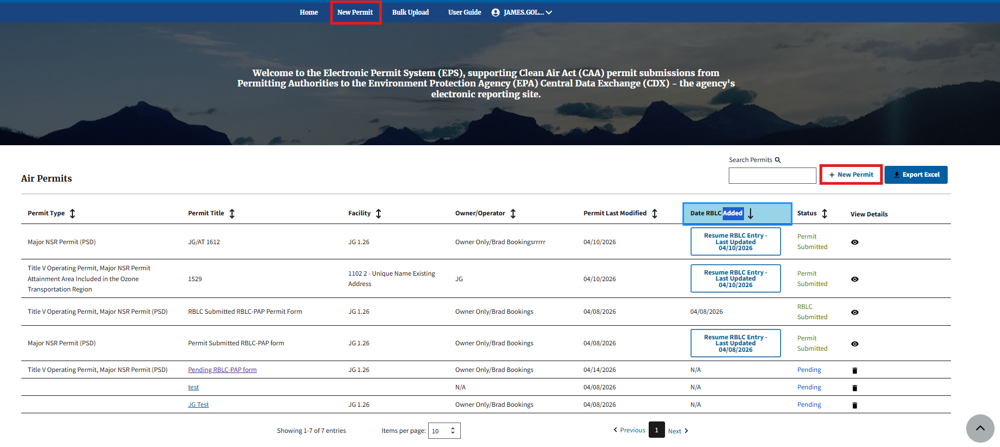 Home New Permit Bulk Upload User Guide JAMES.GOL...
Welcome to the Electronic Permit System (EPS), supporting Clean Air Act (CAA) permit submissions from
Permitting Authorities to the Environment Protection Agency (EPA) Central Data Exchange (CDX) – the agency's
electronic reporting site.
Search Permits
Air Permits
+ New Permit
Export Excel
Permit Type Permit Title Facility Owner/Operator Permit Last Modified Date RBLC Added Status View Details
Major NSR Permit (PSD) JG/AT 1612 JG 1.26 Owner Only/Brad Bookingsrrrrr 04/10/2026
Resume RBLC Entry -
Last Updated
04/10/2026
Permit
Submitted
Title V Operating Permit, Major NSR Permit
Attainment Area Included in the Ozone
Transportation Region
1529
1102 2 - Unique Name Existing
Address
JG
04/10/2026
Resume RBLC Entry -
Last Updated
04/10/2026
Permit
Submitted
Title V Operating Permit, Major NSR Permit (PSD) RBLC Submitted RBLC-PAP Permit Form JG 1.26 Owner Only/Brad Bookings 04/08/2026 04/08/2026
RBLC
Submitted
Major NSR Permit (PSD) Permit Submitted RBLC-PAP form JG 1.26 Owner Only/Brad Bookings 04/08/2026
Resume RBLC Entry -
Last Updated
04/08/2026
Permit
Submitted
Title V Operating Permit, Major NSR Permit (PSD) Pending RBLC-PAP form JG 1.26 Owner Only/Brad Bookings 04/14/2026 N/A Pending
test N/A 04/08/2026 N/A Pending
JG Test JG 1.26 Owner Only/Brad Bookings 04/08/2026 N/A Pending
Showing 1-7 of 7 entries Items per page: 10 Previous 1 Next